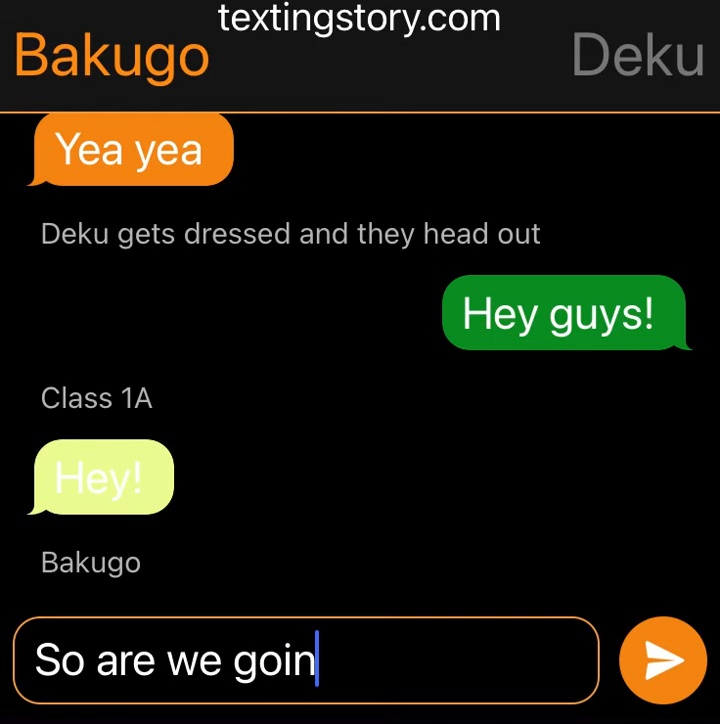 textingstory.com
Bakugo Deku
Yea yea
Deku gets dressed and they head out
Hey guys!
Class 1A
Hey!
Bakugo
So are we goin